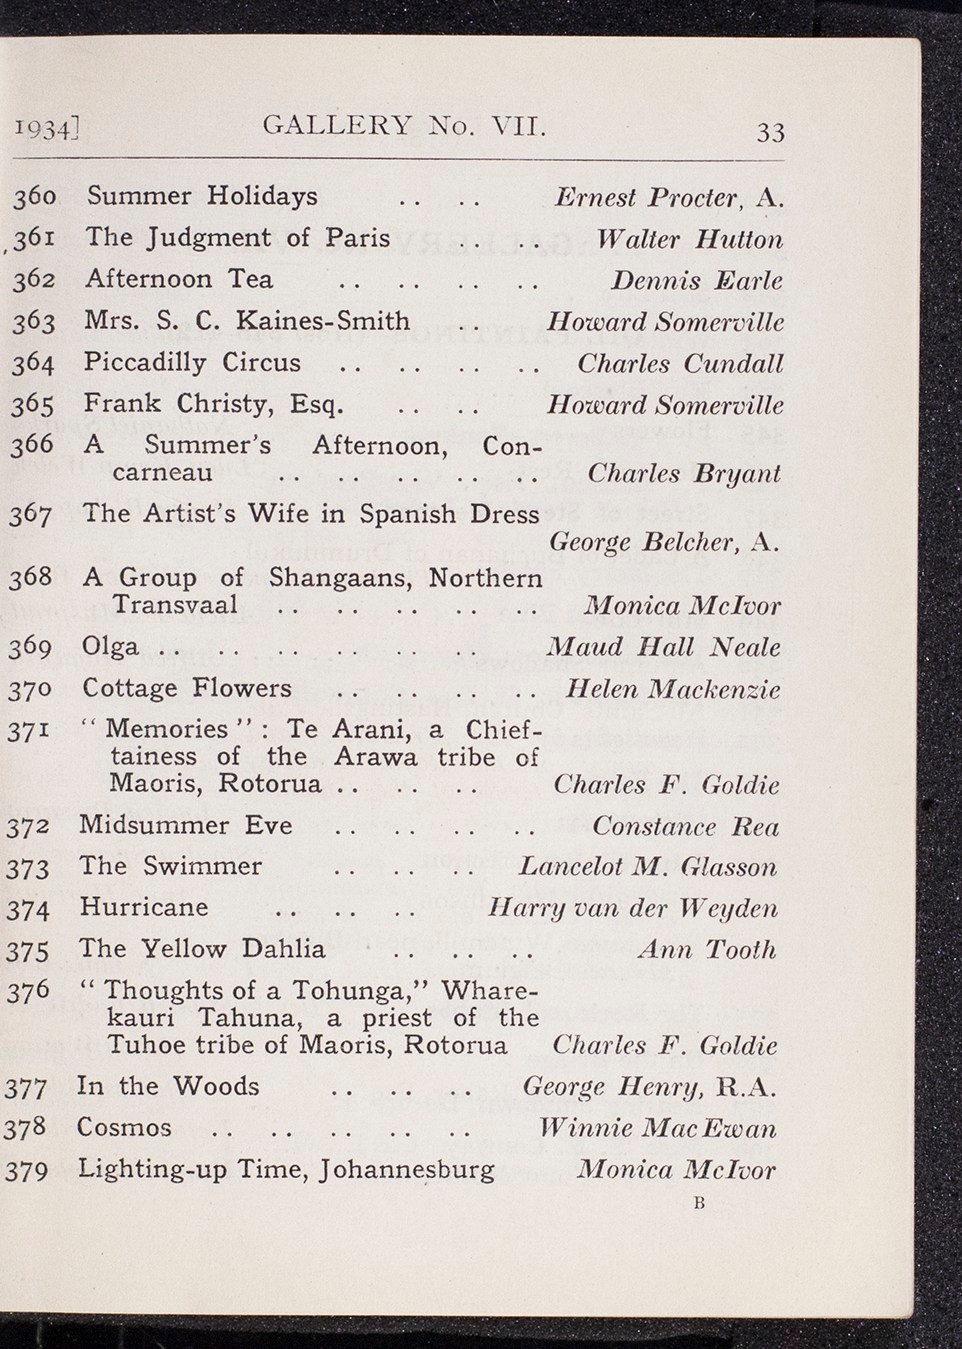 1934] GALLERY No. VII. 33
360 Summer Holidays .. .. Ernest Procter, A.
361 The Judgment of Paris .. .. Walter Hutton
362 Afternoon Tea .. .. .. .. Dennis Earle
363 Mrs. S. C. Kaines-Smith .. Howard Somerville
364 Piccadilly Circus .. .. .. .. Charles Cundall
365 Frank Christy, Esq. .. .. Howard Somerville
366 A Summer's Afternoon, Con-
carneau .. .. .. .. .. Charles Bryant
367 The Artist's Wife in Spanish Dress
George Belcher, A.
368 A Group of Shangaans, Northern
Transvaal .. .. .. .. .. Monica McIvor
369 Olga .. .. .. .. .. .. Maud Hall Neale
370 Cottage Flowers .. .. .. .. Helen Mackenzie
371 “Memories”: Te Arani, a Chief-
tainess of the Arawa tribe of
Maoris, Rotorua .. .. .. Charles F. Goldie
372 Midsummer Eve .. .. .. .. Constance Rea
373 The Swimmer .. .. .. Lancelot M. Glasson
374 Hurricane .. .. .. Harry van der Weyden
375 The Yellow Dahlia .. .. .. Ann Tooth
376 “Thoughts of a Tohunga,” Whare-
kauri Tahuna, a priest of the
Tuhoe tribe of Maoris, Rotorua Charles F. Goldie
377 In the Woods .. .. .. George Henry, R.A.
378 Cosmos .. .. .. .. .. Winnie MacEwan
379 Lighting-up Time, Johannesburg Monica McIvor
B